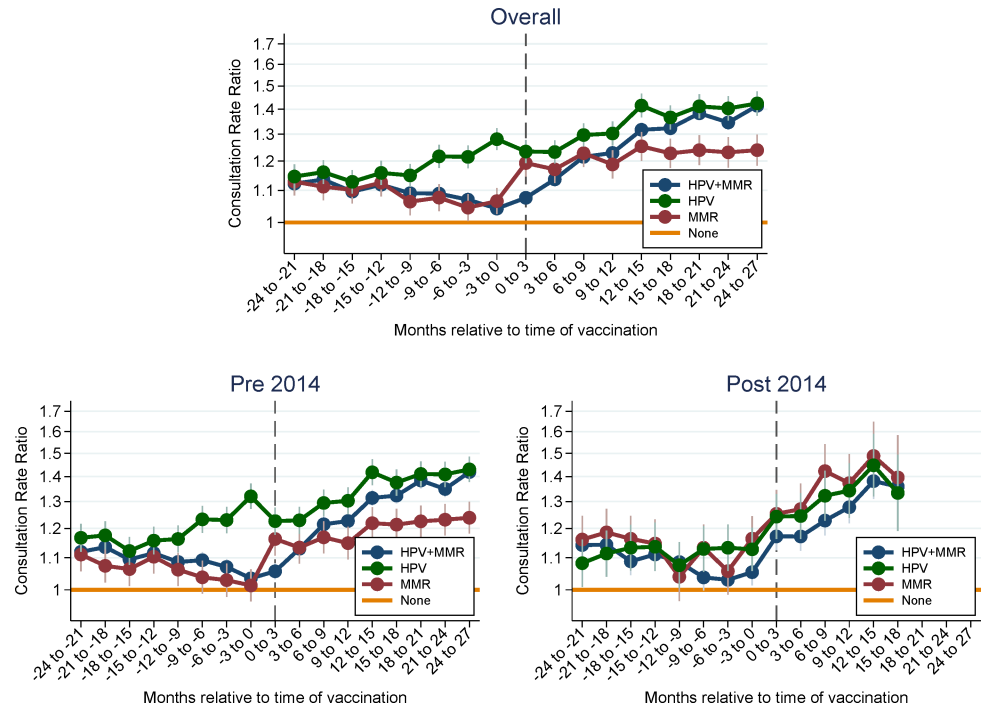 Overall
Consultation Rate Ratio
1.7
1.6
1.5
1.4
1.3
1.2
1.1
1
HPV+MMR
HPV
MMR
None
-24 to -21
-21 to -18
-18 to -15
-15 to -12
-12 to -9
-9 to -6
-6 to -3
-3 to 0
0 to 3
3 to 6
6 to 9
9 to 12
12 to 15
15 to 18
18 to 21
21 to 24
24 to 27
Months relative to time of vaccination
Pre 2014
Consultation Rate Ratio
1.7
1.6
1.5
1.4
1.3
1.2
1.1
1
HPV+MMR
HPV
MMR
None
-24 to -21
-21 to -18
-18 to -15
-15 to -12
-12 to -9
-9 to -6
-6 to -3
-3 to 0
0 to 3
3 to 6
6 to 9
9 to 12
12 to 15
15 to 18
18 to 21
21 to 24
24 to 27
Months relative to time of vaccination
Post 2014
Consultation Rate Ratio
1.7
1.6
1.5
1.4
1.3
1.2
1.1
1
HPV+MMR
HPV
MMR
None
-24 to -21
-21 to -18
-18 to -15
-15 to -12
-12 to -9
-9 to -6
-6 to -3
-3 to 0
0 to 3
3 to 6
6 to 9
9 to 12
12 to 15
15 to 18
18 to 21
21 to 24
24 to 27
Months relative to time of vaccination